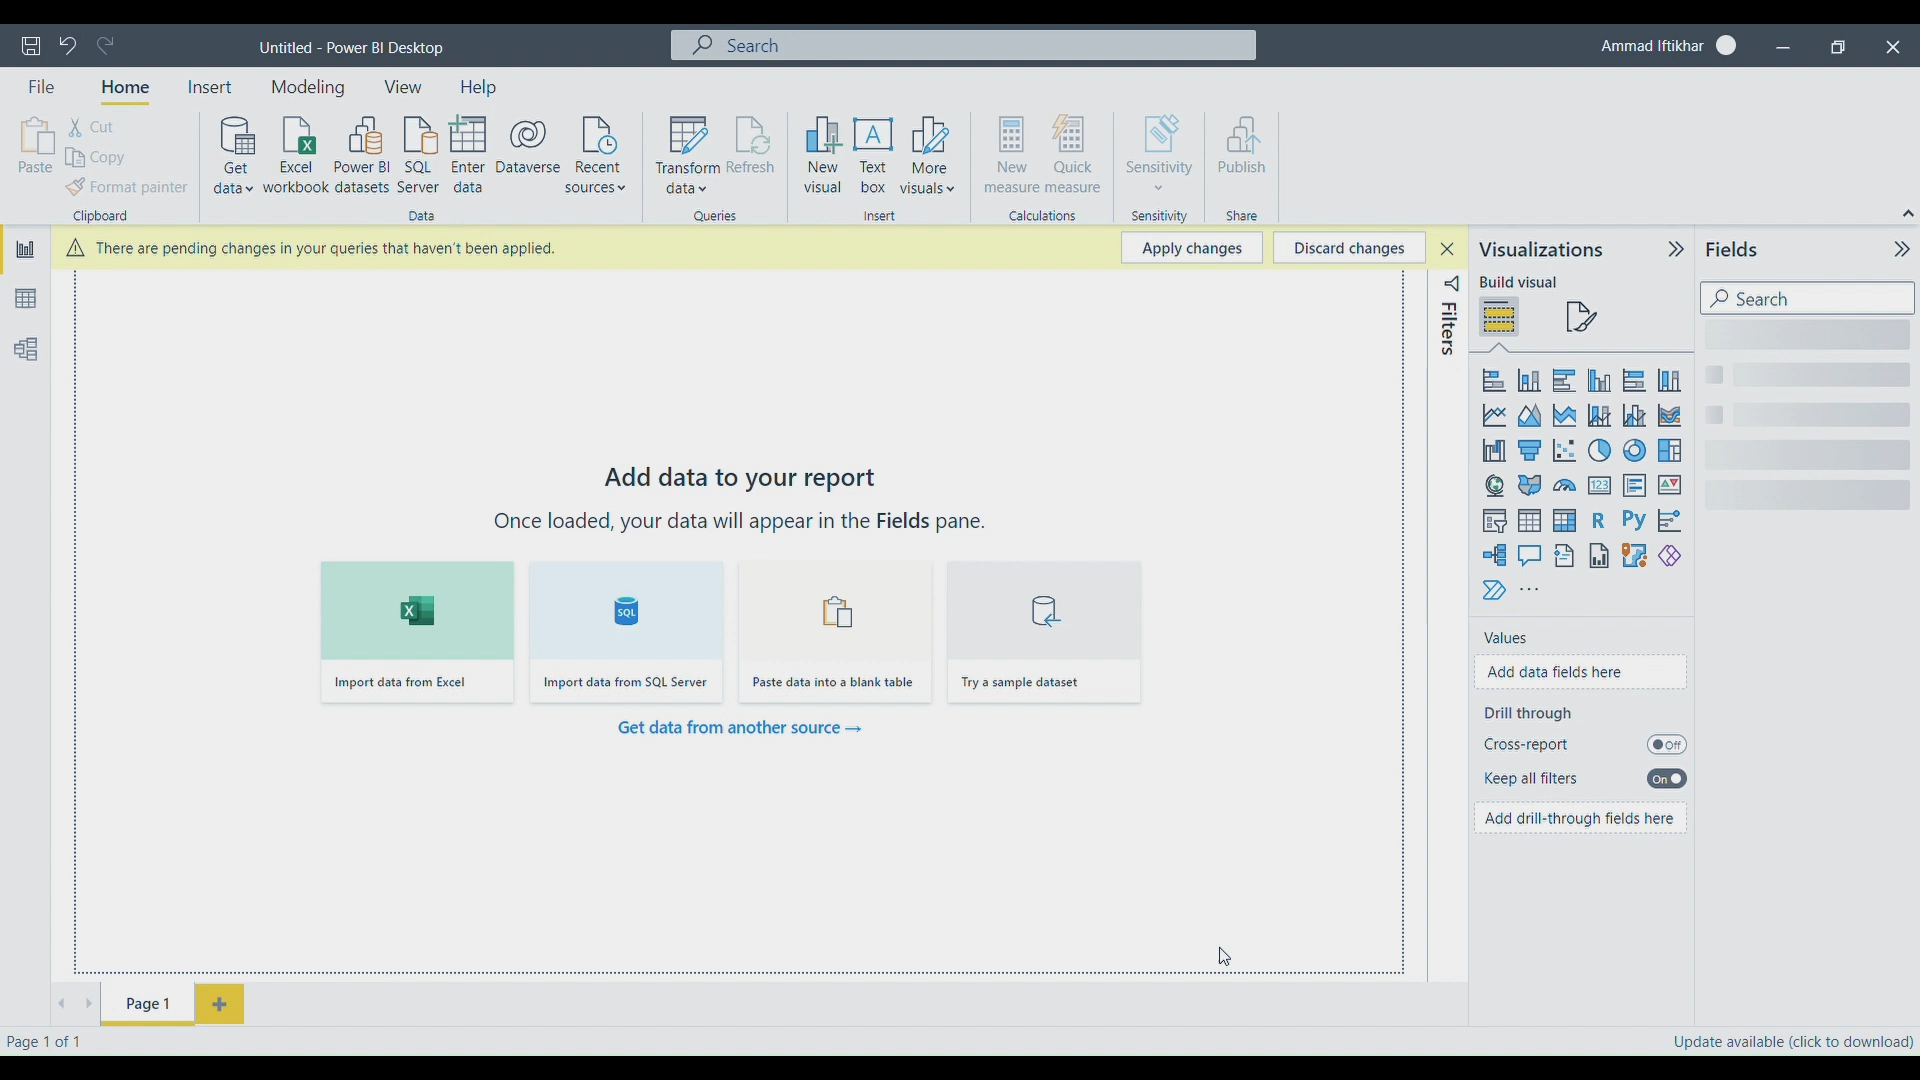 Untitled - Power BI Desktop
Search
Ammad Iftikhar
File
Home
Insert
Modeling
View
Help
Paste
Cut
Copy
Format painter
Clipboard
Get
data
Excel
workbook
Power BI
datasets
SQL
Server
Enter
data
Dataverse
Recent
sources
Data
Transform
data
Refresh
Queries
New
visual
Text
box
More
visuals
Insert
New
measure
Quick
measure
Calculations
Sensitivity
Sensitivity
Publish
Share
There are pending changes in your queries that haven't been applied.
Apply changes
Discard changes
Filters
Visualizations
Build visual
123
R
Py
Values
Add data fields here
Drill through
Cross-report
Off
Keep all filters
On
Add drill-through fields here
Fields
Search
Add data to your report
Once loaded, your data will appear in the Fields pane.
X
SQL
Import data from Excel
Import data from SQL Server
Paste data into a blank table
Try a sample dataset
Get data from another source →
Page 1
Page 1 of 1
Update available (click to download)